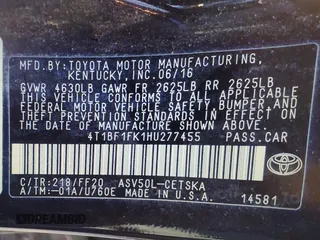 MFD.BY:TOYOTA MOTOR MANUFACTURING,
KENTUCKY,INC.06/16
GVWR 4630LB GAWR FR 2625LB RR 2625LB
THIS VEHICLE CONFORMS TO ALL APPLICABLE
FEDERAL MOTOR VEHICLE SAFETY,BUMPER,AND
THEFT PREVENTION STANDARDS IN EFFECT ON
THE DATE OF MANUFACTURE SHOWN ABOVE.
4T1BF1FK1HU277455 PASS.CAR
TOYOTA
C/TR:218/FF20 ASV50L-CETSKA
A/TM:-01A/U760E MADE IN U.S.A. 14581